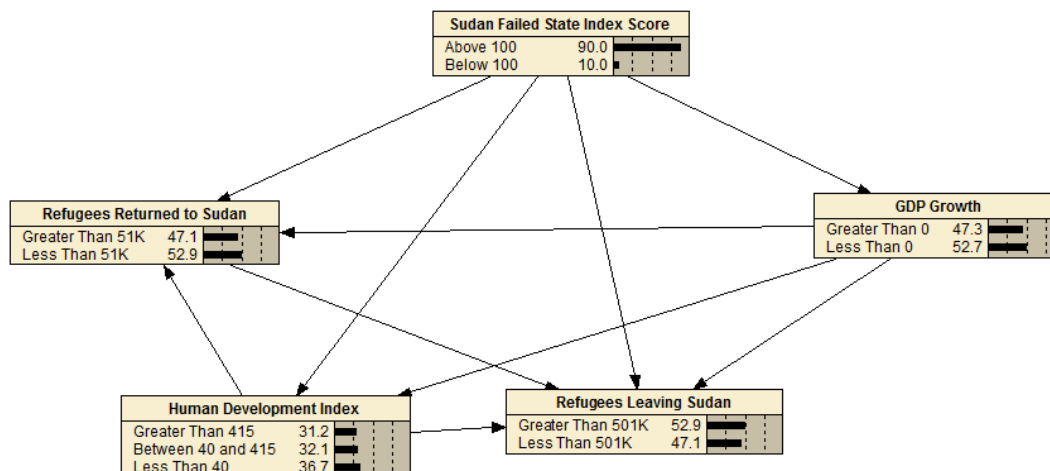 Sudan Failed State Index Score
Above 100 90.0
Below 100 10.0
Refugees Returned to Sudan
Greater Than 51K 47.1
Less Than 51K 52.9
GDP Growth
Greater Than 0 47.3
Less Than 0 52.7
Human Development Index
Greater Than 415 31.2
Between 40 and 415 32.1
Less Than 40 36.7
Refugees Leaving Sudan
Greater Than 501K 52.9
Less Than 501K 47.1